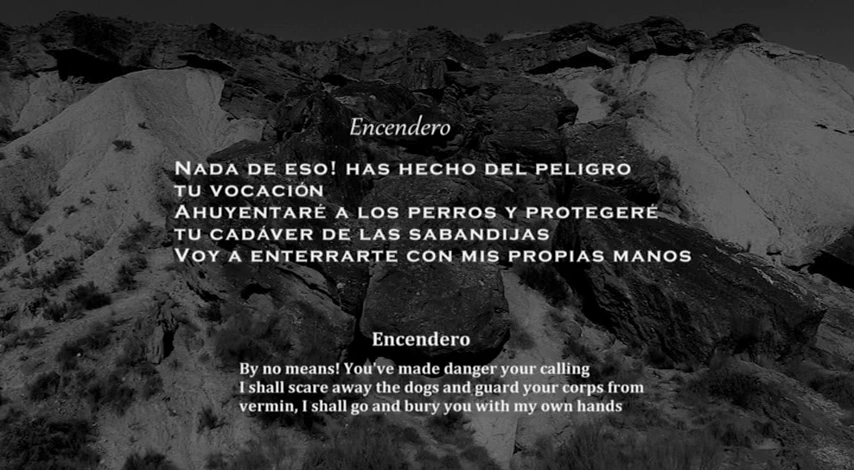 Encendero
NADA DE ESO! HAS HECHO DEL PELIGRO
TU VOCACIÓN
AHUYENTARÉ A LOS PERROS Y PROTEGERÉ
TU CADÁVER DE LAS SABANDIJAS
VOY A ENTERRARTE CON MIS PROPIAS MANOS
Encendero
By no means! You've made danger your calling
I shall scare away the dogs and guard your corps from
vermin, I shall go and bury you with my own hands